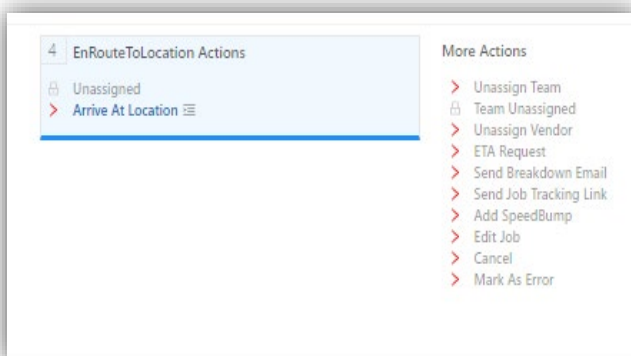 4 EnRouteToLocation Actions
Unassigned
Arrive At Location
More Actions
Unassign Team
Team Unassigned
Unassign Vendor
ETA Request
Send Breakdown Email
Send Job Tracking Link
Add SpeedBump
Edit Job
Cancel
Mark As Error